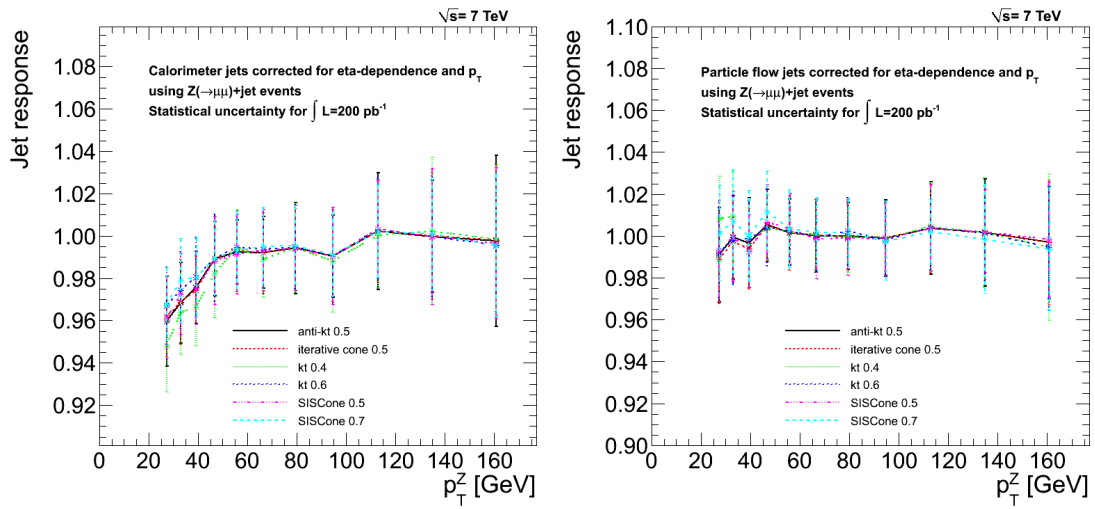 √s= 7 TeV
Jet response
1.08
1.06
1.04
1.02
1.00
0.98
0.96
0.94
0.92
Calorimeter jets corrected for eta-dependence and pT
using Z(→μμ)+jet events
Statistical uncertainty for ∫ L=200 pb-1
anti-kt 0.5
iterative cone 0.5
kt 0.4
kt 0.6
SISCone 0.5
SISCone 0.7
0 20 40 60 80 100 120 140 160
pTZ [GeV]
√s= 7 TeV
Jet response
1.10
1.08
1.06
1.04
1.02
1.00
0.98
0.96
0.94
0.92
0.90
Particle flow jets corrected for eta-dependence and pT
using Z(→μμ)+jet events
Statistical uncertainty for ∫ L=200 pb-1
anti-kt 0.5
iterative cone 0.5
kt 0.4
kt 0.6
SISCone 0.5
SISCone 0.7
0 20 40 60 80 100 120 140 160
pTZ [GeV]